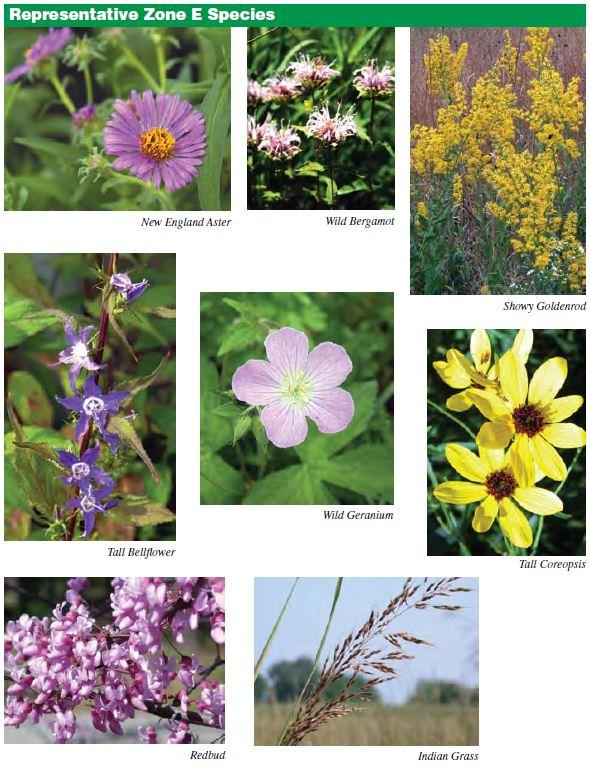 Representative Zone E Species
New England Aster
Wild Bergamot
Showy Goldenrod
Tall Bellflower
Wild Geranium
Tall Coreopsis
Redbud
Indian Grass